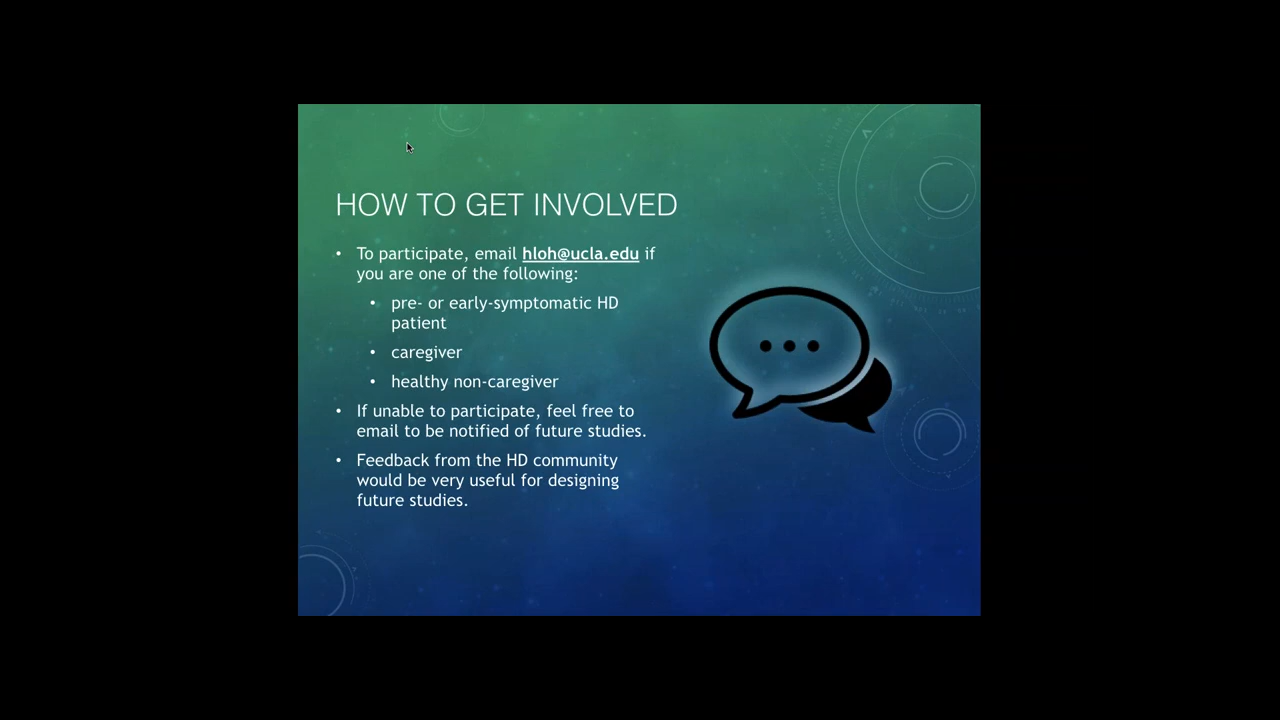 HOW TO GET INVOLVED
• To participate, email hloh@ucla.edu if
you are one of the following:
• pre- or early-symptomatic HD
patient
• caregiver
• healthy non-caregiver
• If unable to participate, feel free to
email to be notified of future studies.
• Feedback from the HD community
would be very useful for designing
future studies.